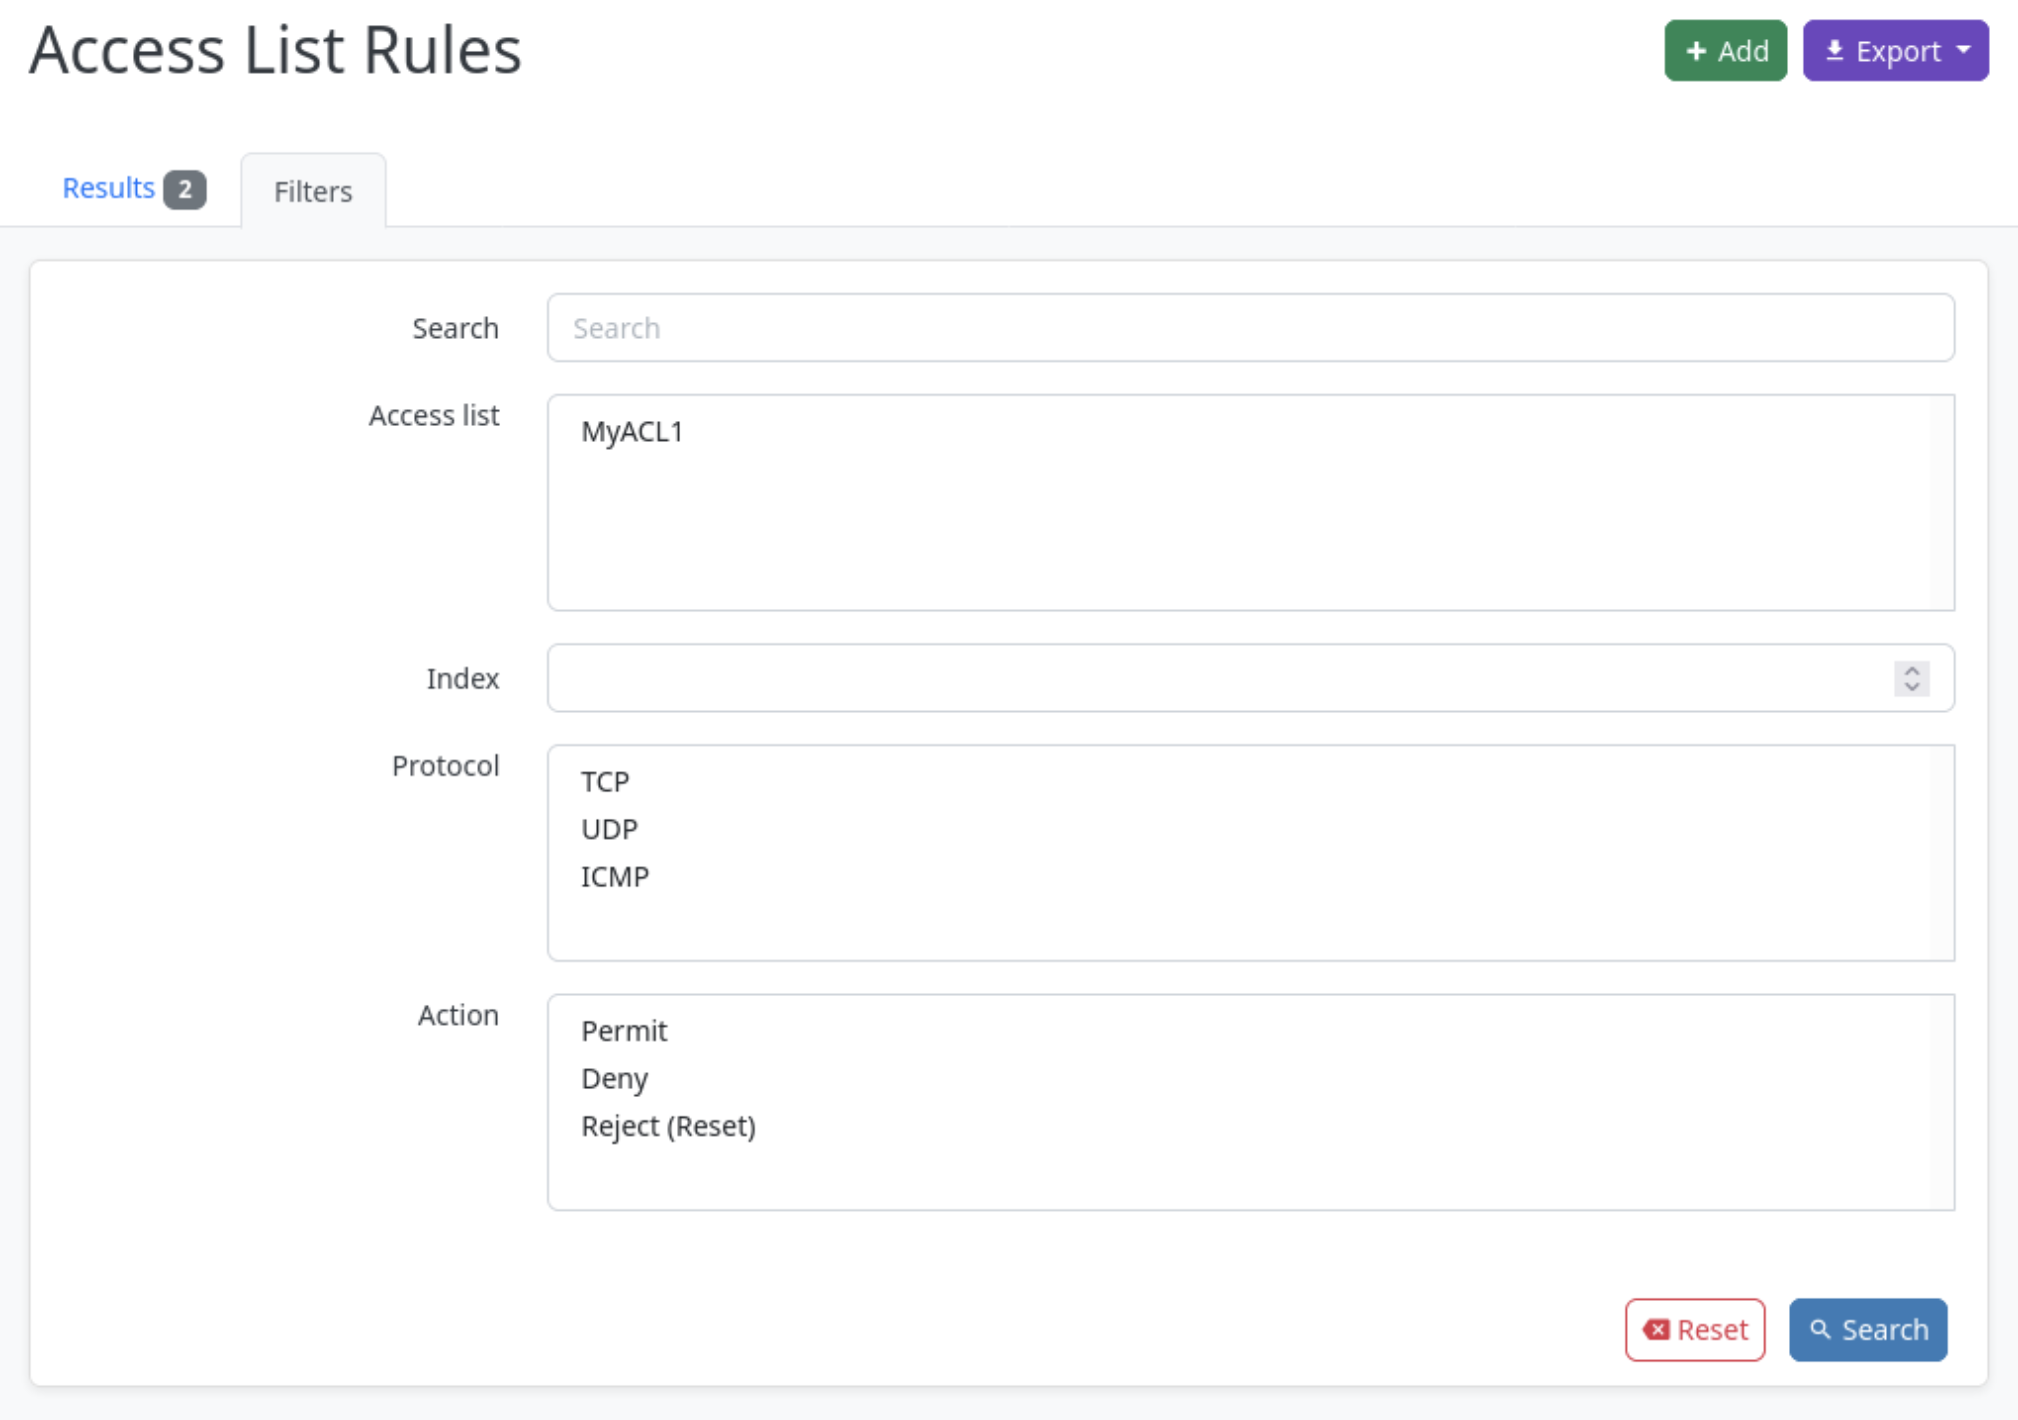 Access List Rules
Add
Export
Results 2
Filters
Search
Search
Access list
MyACL1
Index
Protocol
TCP
UDP
ICMP
Action
Permit
Deny
Reject (Reset)
Reset
Search